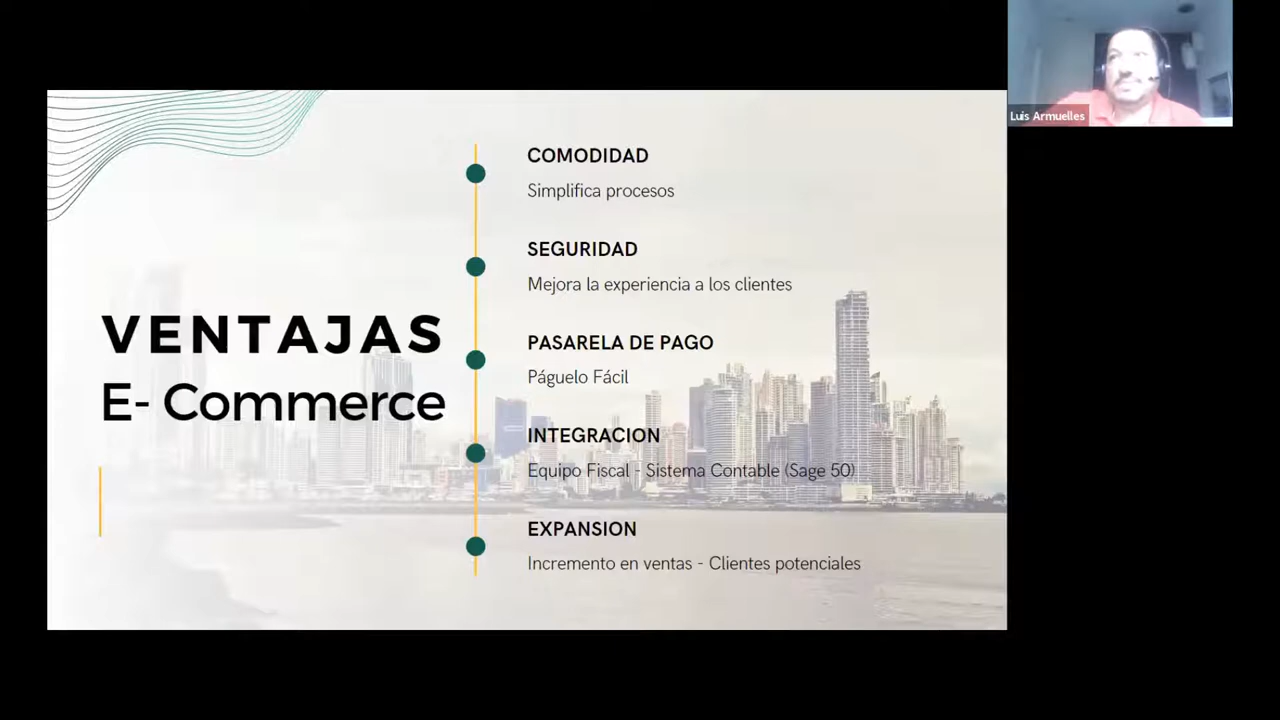 VENTAJAS
E- Commerce
COMODIDAD
Simplifica procesos
SEGURIDAD
Mejora la experiencia a los clientes
PASARELA DE PAGO
Páguelo Fácil
INTEGRACION
Equipo Fiscal - Sistema Contable (Sage 50)
EXPANSION
Incremento en ventas - Clientes potenciales
Luis Armuelles